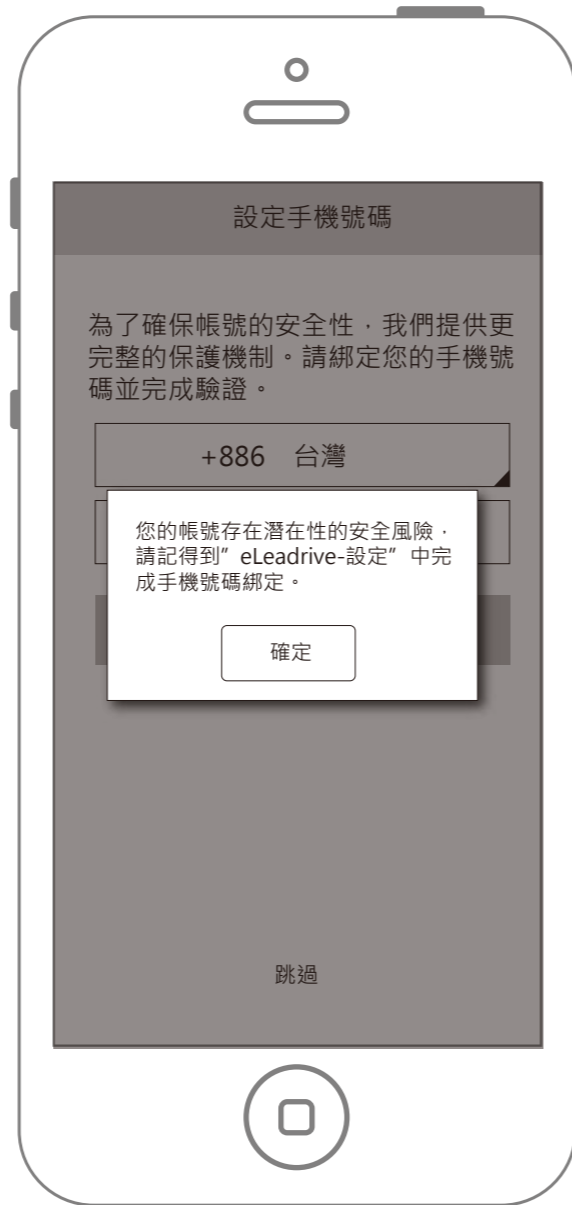 設定手機號碼
為了確保帳號的安全性，我們提供更
完整的保護機制。請綁定您的手機號
碼並完成驗證。
+886 台灣
您的帳號存在潛在性的安全風險，
請記得到”eLeadrive-設定”中完
成手機號碼綁定。
確定
跳過